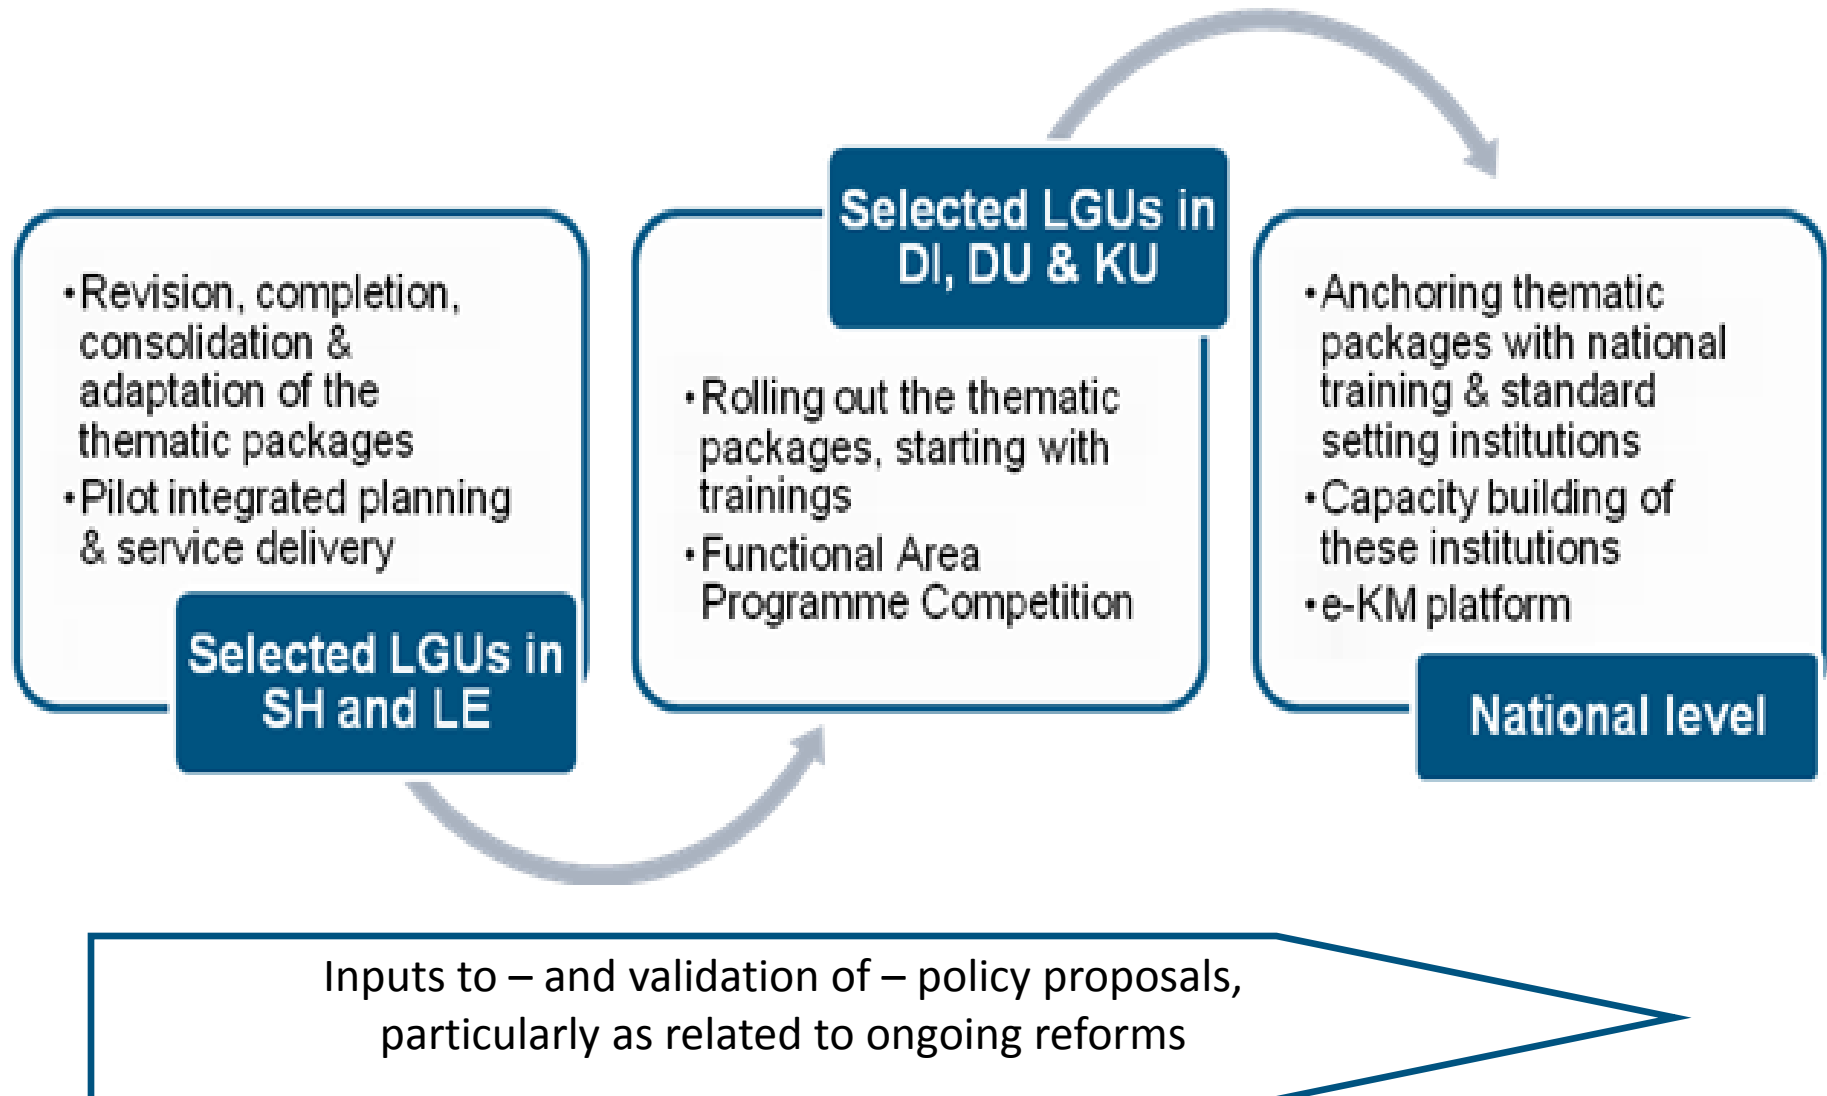 •Revision, completion,
consolidation &
adaptation of the
thematic packages
•Pilot integrated planning
& service delivery
Selected LGUs in
SH and LE
Selected LGUs in
DI, DU & KU
•Rolling out the thematic
packages, starting with
trainings
•Functional Area
Programme Competition
•Anchoring thematic
packages with national
training & standard
setting institutions
•Capacity building of
these institutions
•e-KM platform
National level
Inputs to – and validation of – policy proposals,
particularly as related to ongoing reforms